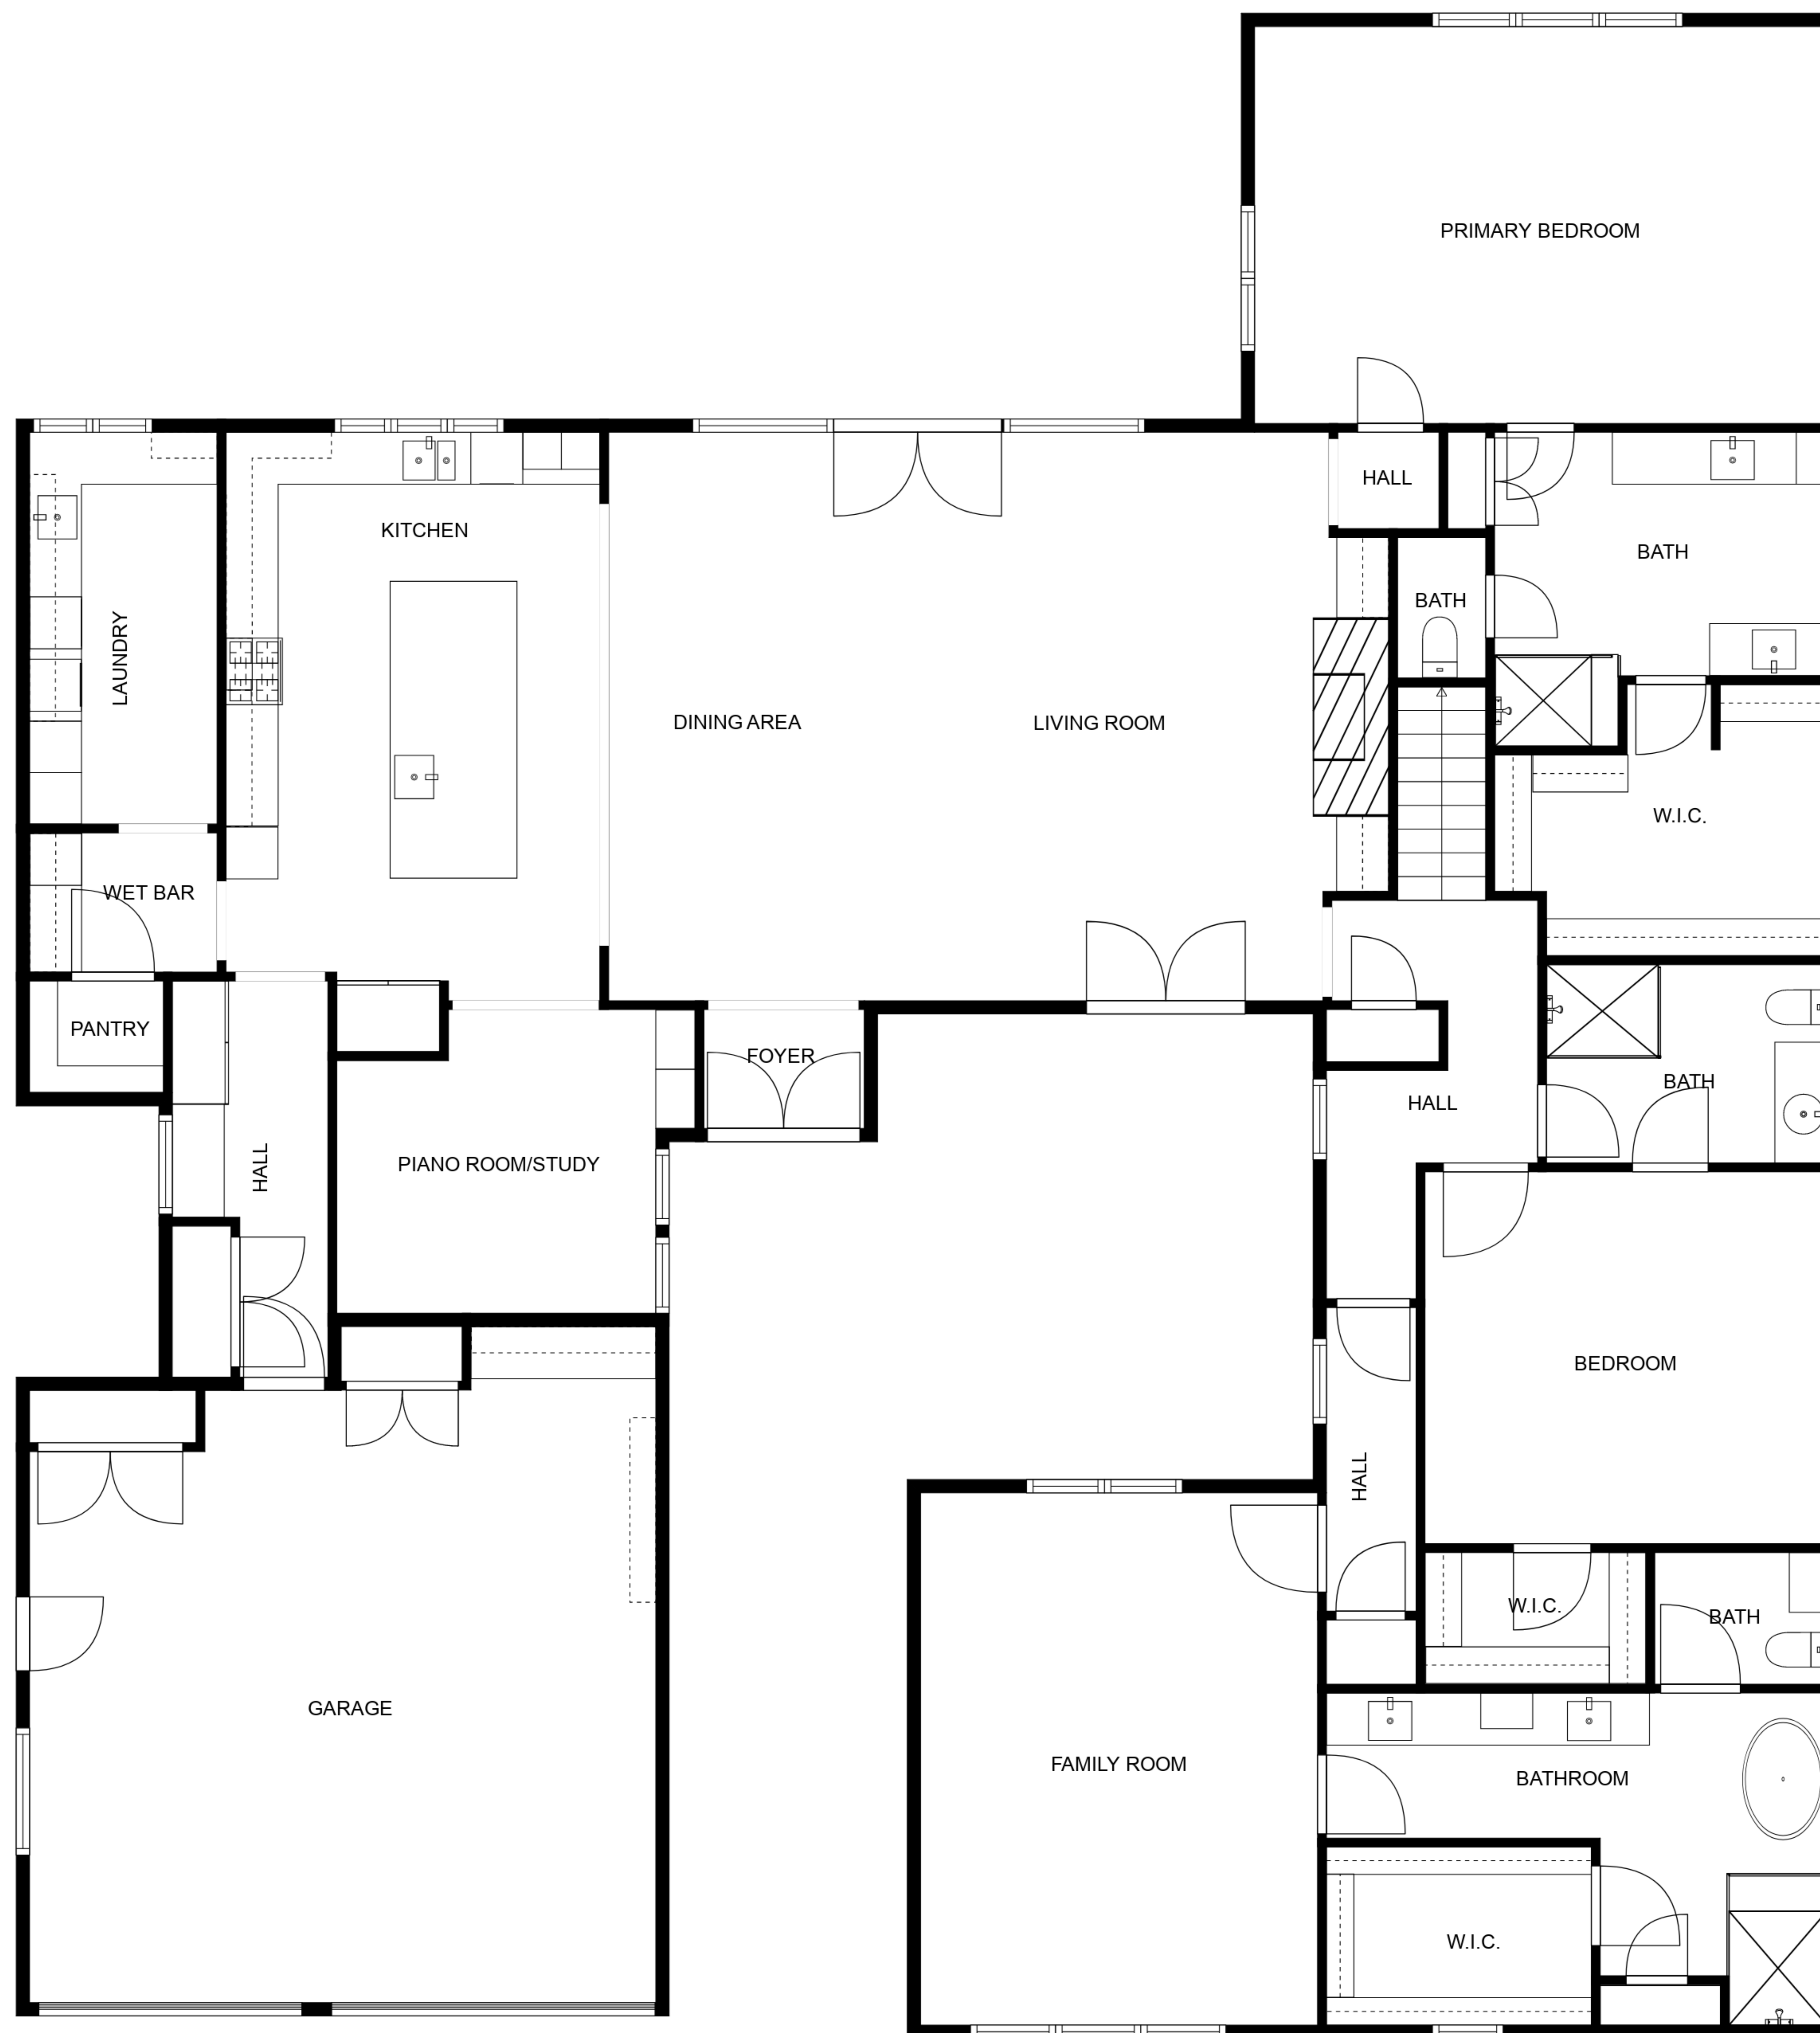 PRIMARY BEDROOM
HALL
KITCHEN
BATH
BATH
LAUNDRY
DINING AREA
LIVING ROOM
W.I.C.
WET BAR
PANTRY
FOYER
BATH
HALL
HALL
PIANO ROOM/STUDY
BEDROOM
HALL
W.I.C.
BATH
GARAGE
FAMILY ROOM
BATHROOM
W.I.C.